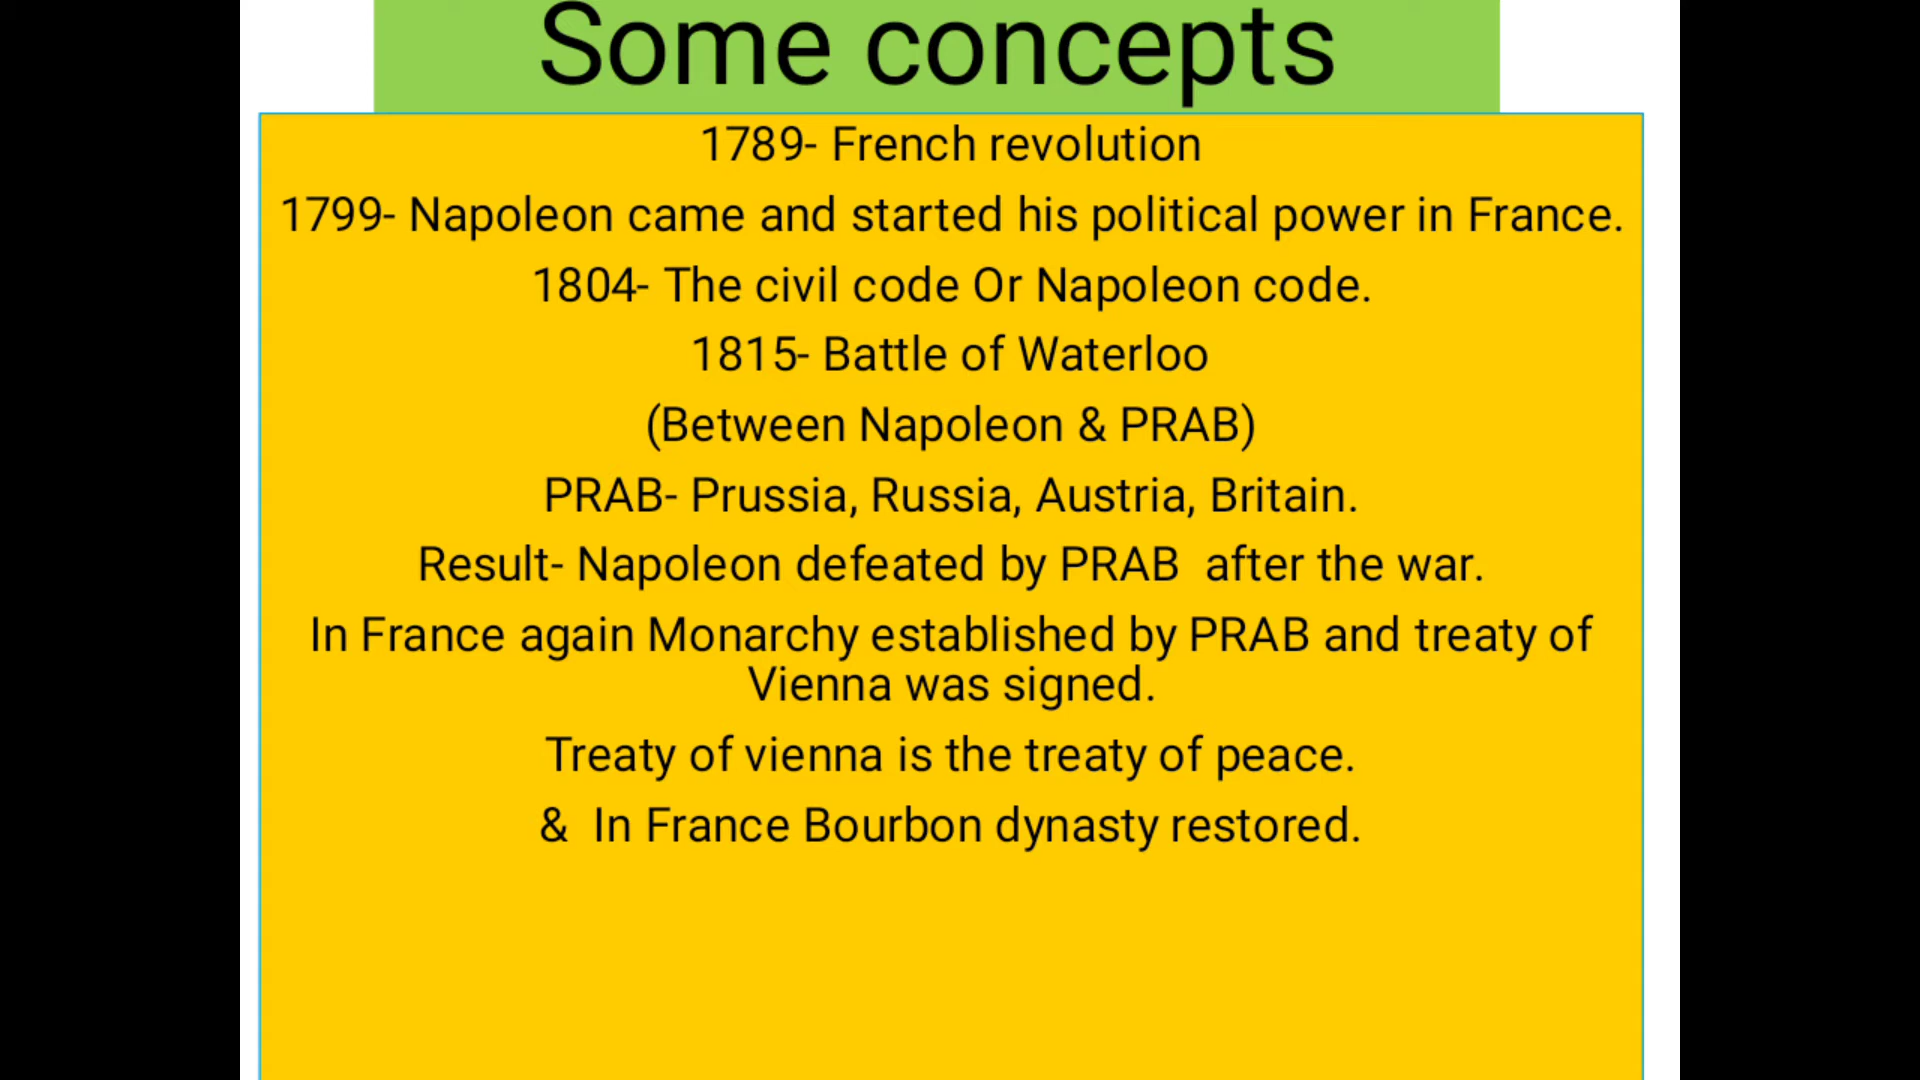 Some concepts
1789- French revolution
1799- Napoleon came and started his political power in France.
1804- The civil code Or Napoleon code.
1815- Battle of Waterloo
(Between Napoleon & PRAB)
PRAB- Prussia, Russia, Austria, Britain.
Result- Napoleon defeated by PRAB  after the war.
In France again Monarchy established by PRAB and treaty of
Vienna was signed.
Treaty of vienna is the treaty of peace.
&  In France Bourbon dynasty restored.